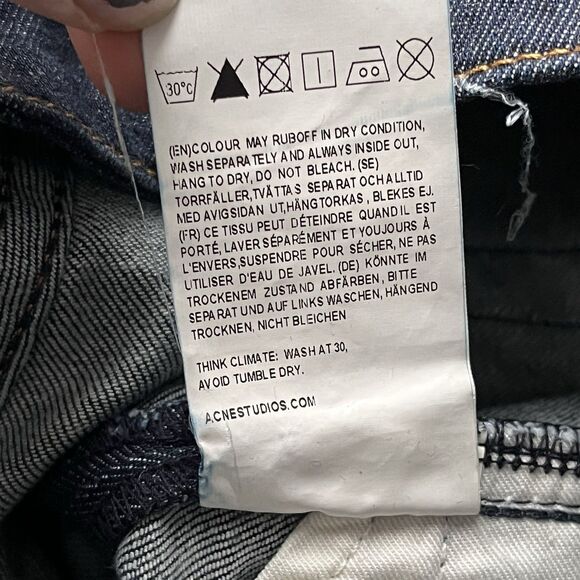 30°C
(EN)COLOUR MAY RUBOFF IN DRY CONDITION,
WASH SEPARATELY AND ALWAYS INSIDE OUT,
HANG TO DRY, DO NOT BLEACH. (SE)
TORRFÄLLER,TVÄTTAS SEPARAT OCH ALLTID
MED AVIGSIDAN UT,HÄNGTORKAS , BLEKES EJ.
(FR) CE TISSU PEUT DÉTEINDRE QUAND IL EST
PORTÉ, LAVER SÉPARÉMENT ET TOUJOURS À
L'ENVERS,SUSPENDRE POUR SÉCHER, NE PAS
UTILISER D'EAU DE JAVEL. (DE) KÖNNTE IM
TROCKENEM ZUSTAND ABFÄRBEN, BITTE
SEPARAT UND AUF LINKS WASCHEN, HÄNGEND
TROCKNEN, NICHT BLEICHEN
THINK CLIMATE: WASH AT 30,
AVOID TUMBLE DRY.
ACNESTUDIOS.COM